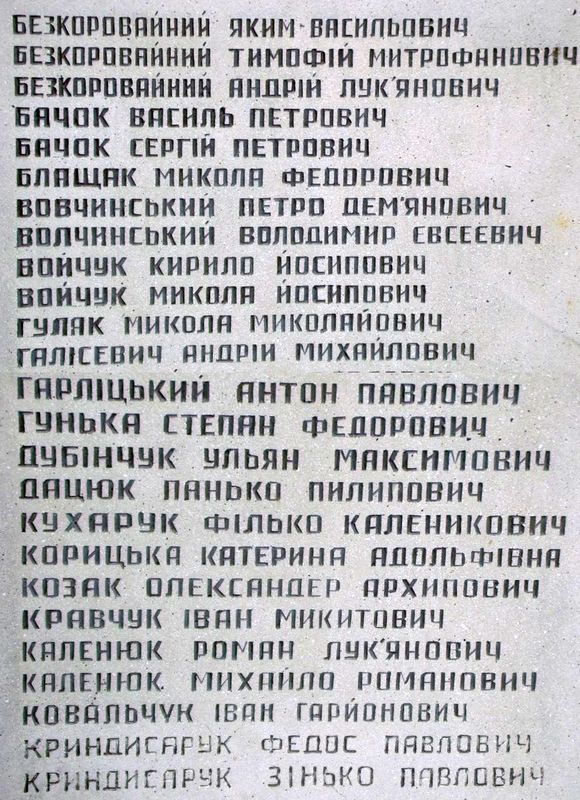 БЕЗКОРОВАЙНИЙ ЯКИМ ВАСИЛЬОВИЧ
БЕЗКОРОВАЙНИЙ ТИМОФІЙ МИТРОФАНОВИЧ
БЕЗКОРОВАЙНИЙ АНДРІЙ ЛУК'ЯНОВИЧ
БАЧОК ВАСИЛЬ ПЕТРОВИЧ
БАЧОК СЕРГІЙ ПЕТРОВИЧ
БЛАЩАК МИКОЛА ФЕДОРОВИЧ
ВОВЧИНСЬКИЙ ПЕТРО ДЕМ'ЯНОВИЧ
ВОЛЧИНСЬКИЙ ВОЛОДИМИР ЄВСЕЕВИЧ
ВОЙЧУК КИРИЛО ЙОСИПОВИЧ
ВОЙЧУК МИКОЛА ЙОСИПОВИЧ
ГУЛЯК МИКОЛА МИКОЛАЙОВИЧ
ГАЛІСЕВИЧ АНДРІЙ МИХАЙЛОВИЧ
ГАРЛІЦЬКИЙ АНТОН ПАВЛОВИЧ
ГУНЬКА СТЕПАН ФЕДОРОВИЧ
ДУБІНЧУК УЛЬЯН МАКСИМОВИЧ
ДАЦЮК ПАНЬКО ПИЛИПОВИЧ
КУХАРУК ФІЛЬКО КАЛЕНИКОВИЧ
КОРИЦЬКА КАТЕРИНА АДОЛЬФІВНА
КОЗАК ОЛЕКСАНДЕР АРХИПОВИЧ
КРАВЧУК ІВАН МИКИТОВИЧ
КАЛЕНЮК РОМАН ЛУК'ЯНОВИЧ
КАЛЕНЮК МИХАЙЛО РОМАНОВИЧ
КОВАЛЬЧУК ІВАН ГАРЙОНОВИЧ
КРИНДИСАРУК ФЕДОС ПАВЛОВИЧ
КРИНДИСАРУК ЗІНЬКО ПАВЛОВИЧ